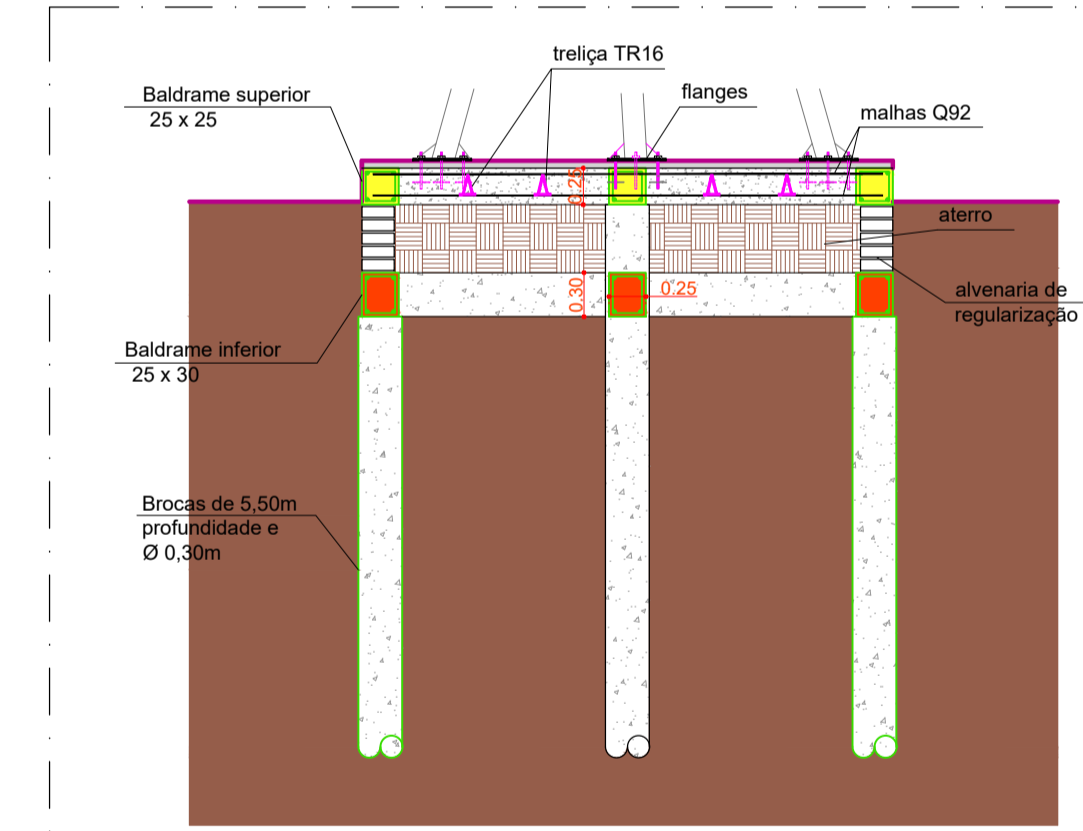 treliça TR16
Baldrame superior
25 x 25
flanges
malhas Q92
0.25
aterro
0.30
0.25
alvenaria de
regularização
Baldrame inferior
25 x 30
Brocas de 5,50m
profundidade e
Ø 0,30m